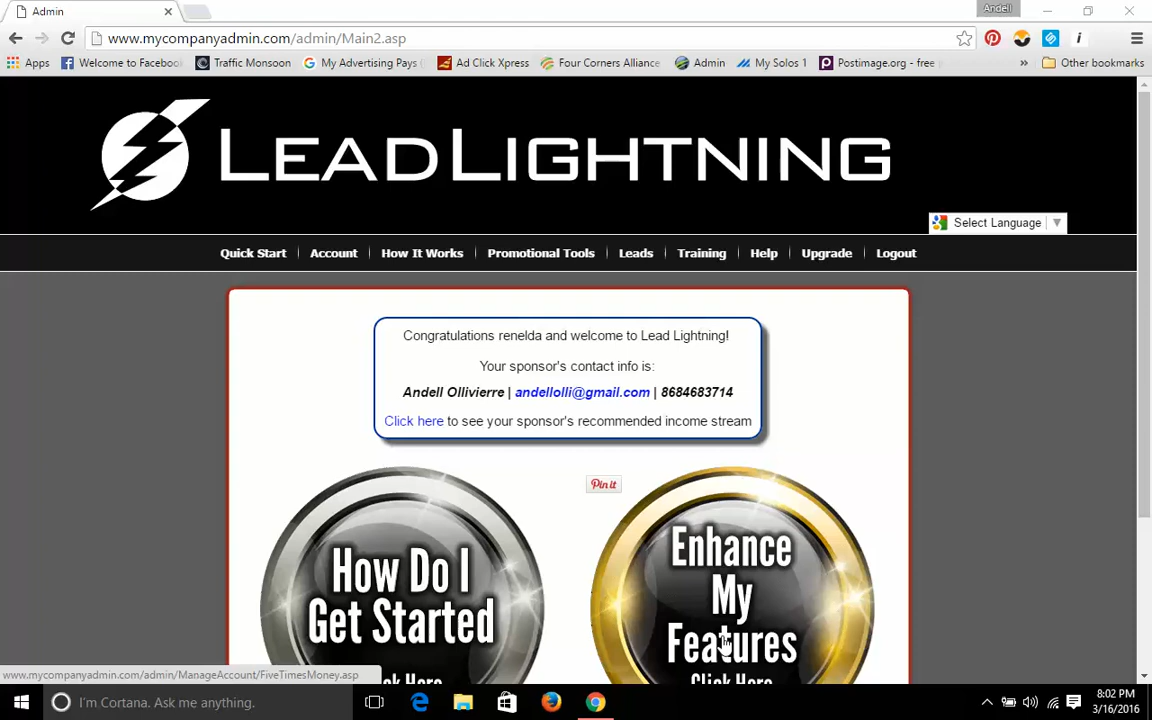 Admin
Andell
www.mycompanyadmin.com/admin/Main2.asp
Apps Welcome to Facebook Traffic Monsoon My Advertising Pays ( Ad Click Xpress Four Corners Alliance Admin My Solos 1 Postimage.org - free p » Other bookmarks
LEADLIGHTNING
Select Language
Quick Start Account How It Works Promotional Tools Leads Training Help Upgrade Logout
Congratulations renelda and welcome to Lead Lightning!
Your sponsor's contact info is:
Andell Ollivierre | andellolli@gmail.com | 8684683714
Click here to see your sponsor's recommended income stream
Pin it
How Do I
Get Started
Click Here
Enhance
My
Features
Click Here
www.mycompanyadmin.com/admin/ManageAccount/FiveTimesMoney.asp
I'm Cortana. Ask me anything.
8:02 PM
3/16/2016